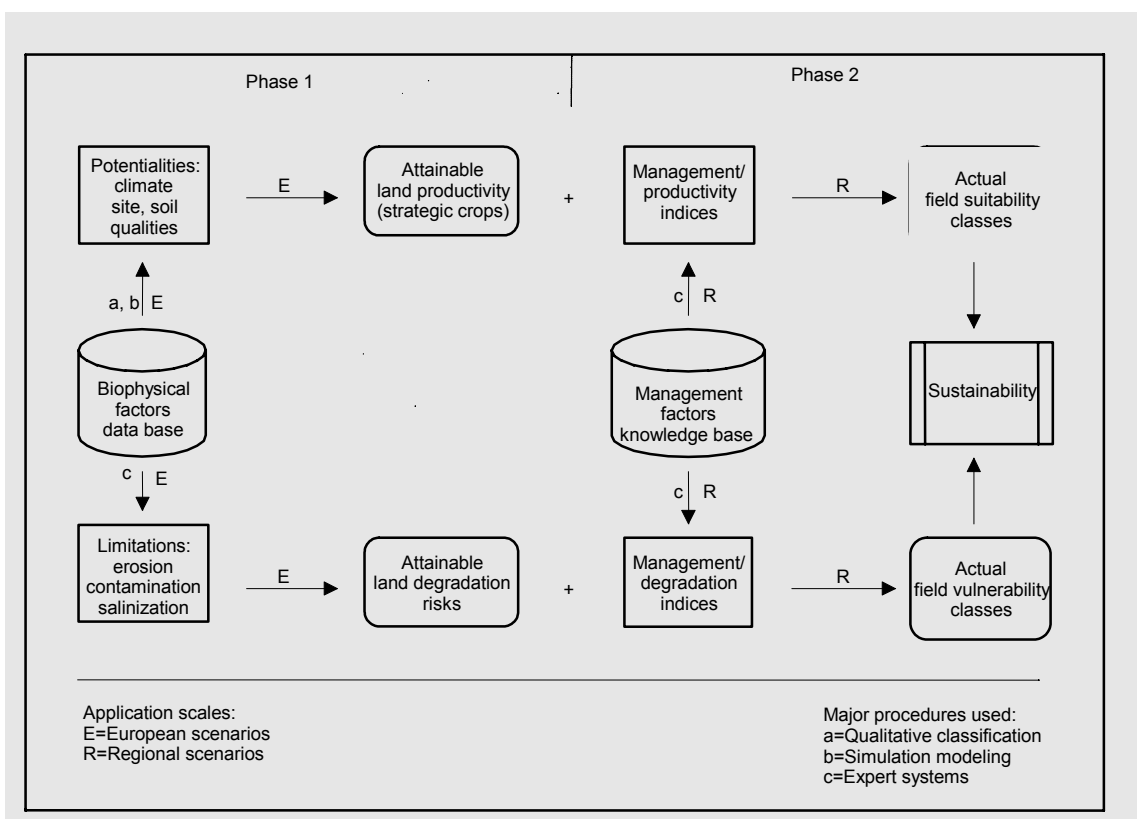 Phase 1
Phase 2
Potentialities:
climate
site, soil
qualities
E
Attainable
land productivity
(strategic crops)
+
Management/
productivity
indices
R
Actual
field suitability
classes
a, b E
c R
Biophysical
factors
data base
Management
factors
knowledge base
Sustainability
c E
c R
Limitations:
erosion
contamination
salinization
E
Attainable
land degradation
risks
+
Management/
degradation
indices
R
Actual
field vulnerability
classes
Application scales:
E=European scenarios
R=Regional scenarios
Major procedures used:
a=Qualitative classification
b=Simulation modeling
c=Expert systems